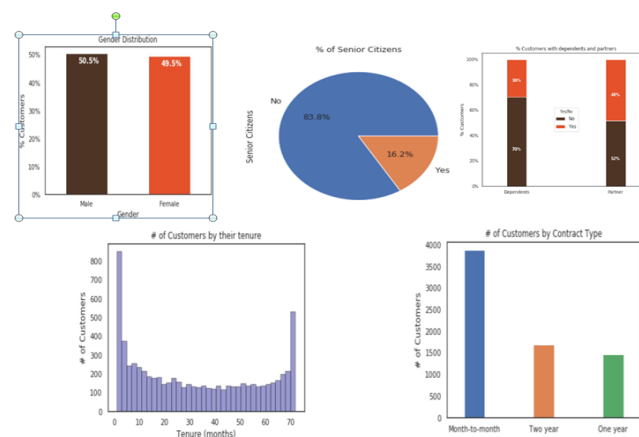 Gender Distribution
50%
40%
30%
20%
10%
0%
% Customers
50.5%
49.5%
Male Female
Gender
% of Senior Citizens
Senior Citizens
No
83.8%
16.2%
Yes
% Customers with dependents and partners
100%
80%
60%
40%
20%
0%
% Customers
30%
70%
48%
52%
Yes/No
No
Yes
Dependents Partner
# of Customers by their tenure
800
700
600
500
400
300
200
100
0
# of Customers
0 10 20 30 40 50 60 70
Tenure (months)
# of Customers by Contract Type
4000
3500
3000
2500
2000
1500
1000
500
0
# of Customers
Month-to-month Two year One year